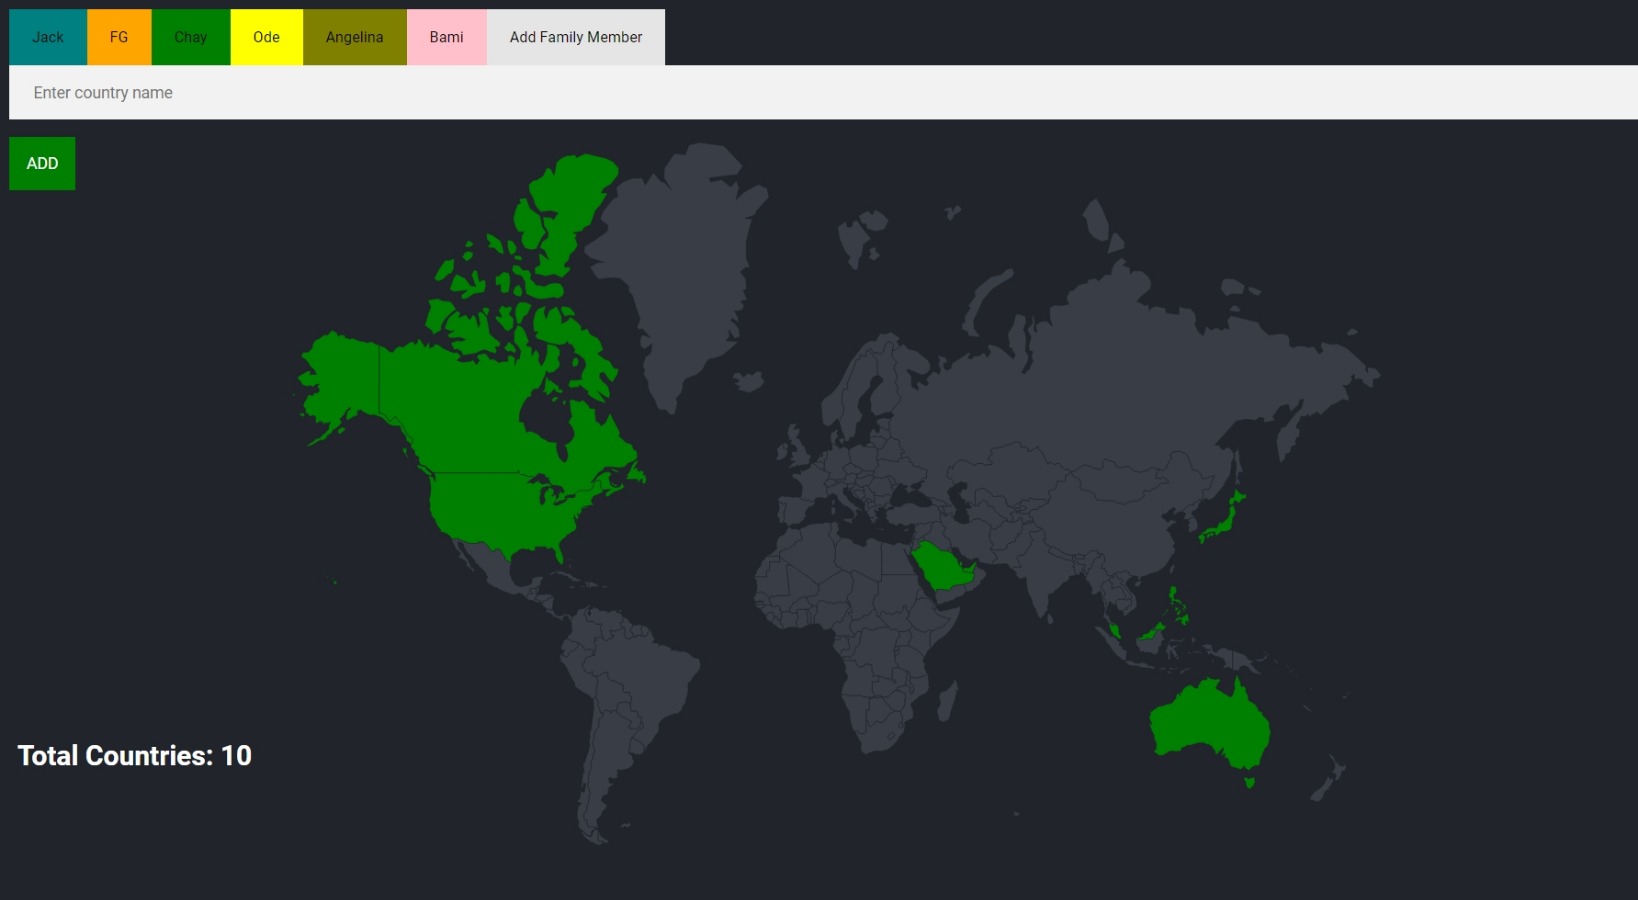 Jack FG Chay Ode Angelina Bami Add Family Member
Enter country name
ADD
Total Countries: 10